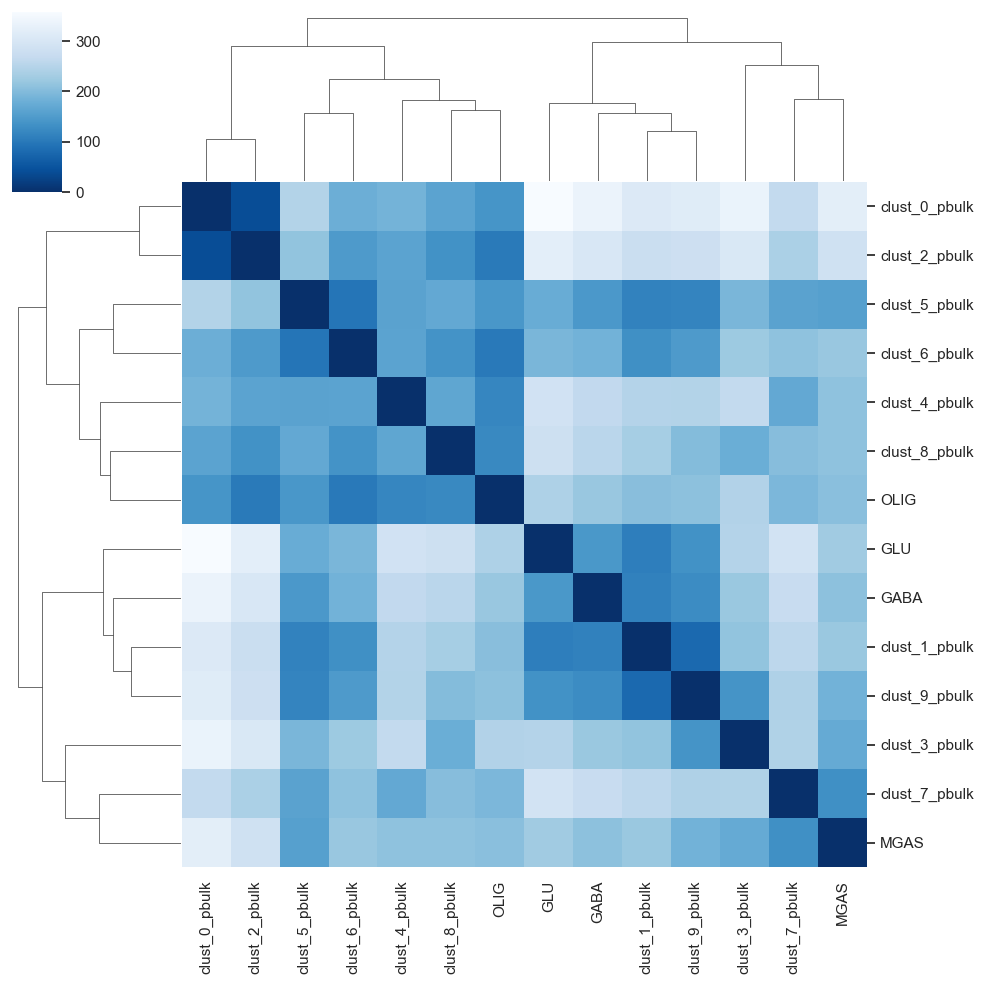 300
200
100
0
clust_0_pbulk
clust_2_pbulk
clust_5_pbulk
clust_6_pbulk
clust_4_pbulk
clust_8_pbulk
OLIG
GLU
GABA
clust_1_pbulk
clust_9_pbulk
clust_3_pbulk
clust_7_pbulk
MGAS
clust_0_pbulk
clust_2_pbulk
clust_5_pbulk
clust_6_pbulk
clust_4_pbulk
clust_8_pbulk
OLIG
GLU
GABA
clust_1_pbulk
clust_9_pbulk
clust_3_pbulk
clust_7_pbulk
MGAS